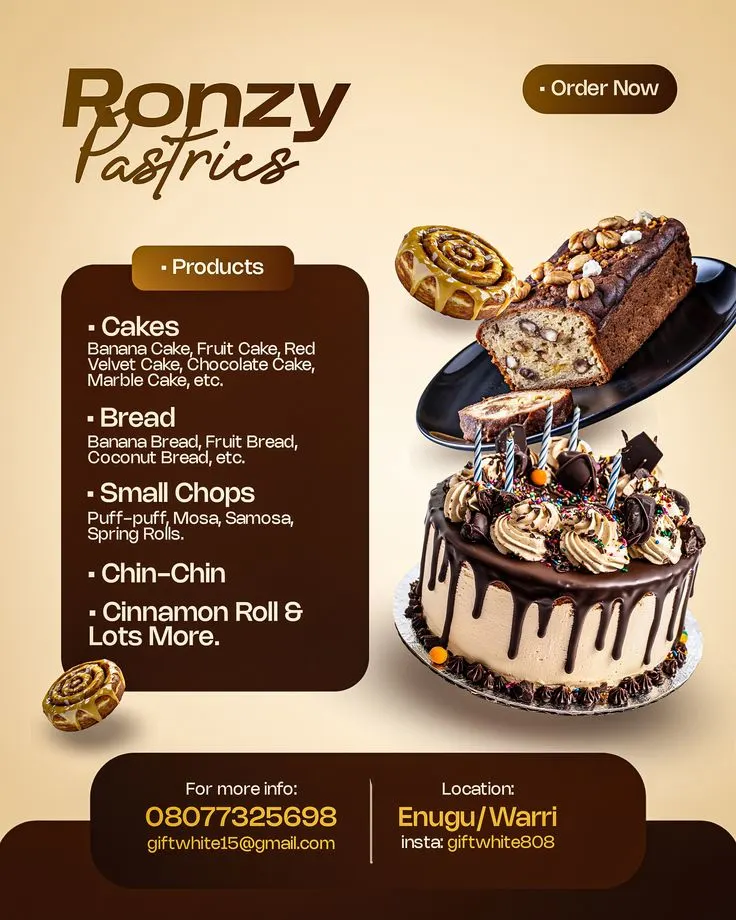 Ronzy
Pastries
▪ Order Now
▪ Products
▪ Cakes
Banana Cake, Fruit Cake, Red
Velvet Cake, Chocolate Cake,
Marble Cake, etc.
▪ Bread
Banana Bread, Fruit Bread,
Coconut Bread, etc.
▪ Small Chops
Puff-puff, Mosa, Samosa,
Spring Rolls.
▪ Chin-Chin
▪ Cinnamon Roll &
Lots More.
For more info:
08077325698
giftwhite15@gmail.com
Location:
Enugu/Warri
insta: giftwhite808